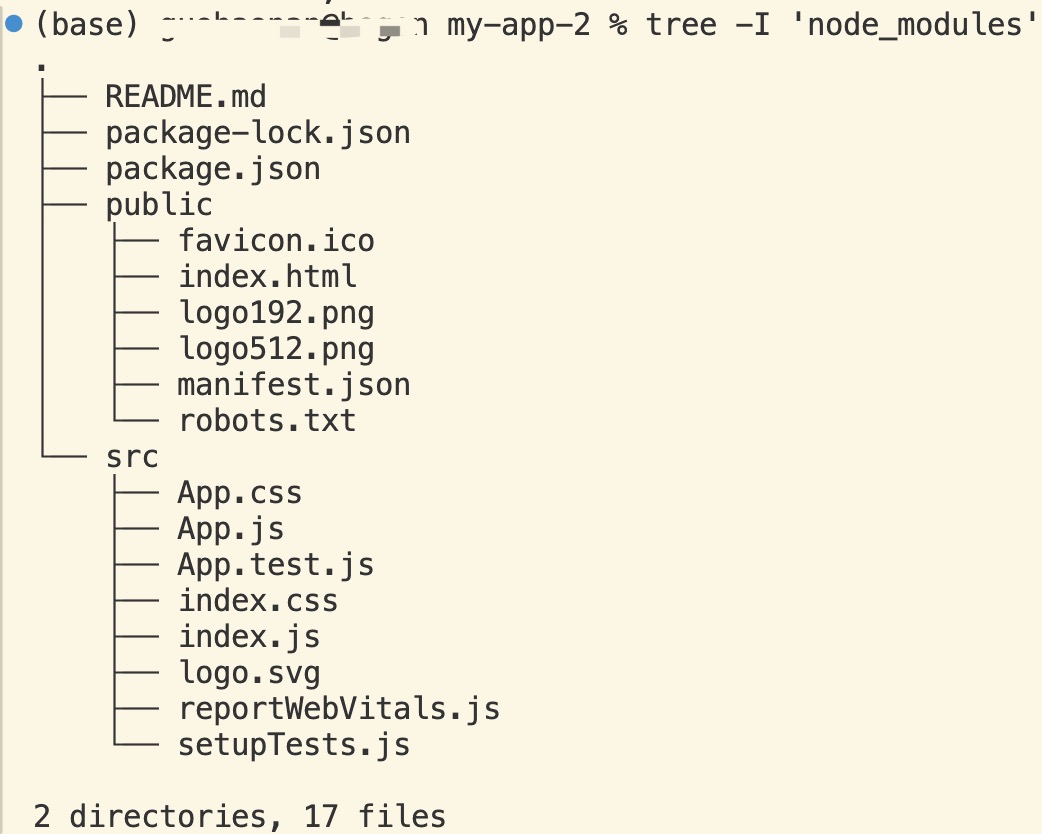 (base) my-app-2 % tree -I 'node_modules'
.
├── README.md
├── package-lock.json
├── package.json
├── public
│   ├── favicon.ico
│   ├── index.html
│   ├── logo192.png
│   ├── logo512.png
│   ├── manifest.json
│   └── robots.txt
└── src
    ├── App.css
    ├── App.js
    ├── App.test.js
    ├── index.css
    ├── index.js
    ├── logo.svg
    ├── reportWebVitals.js
    └── setupTests.js
2 directories, 17 files